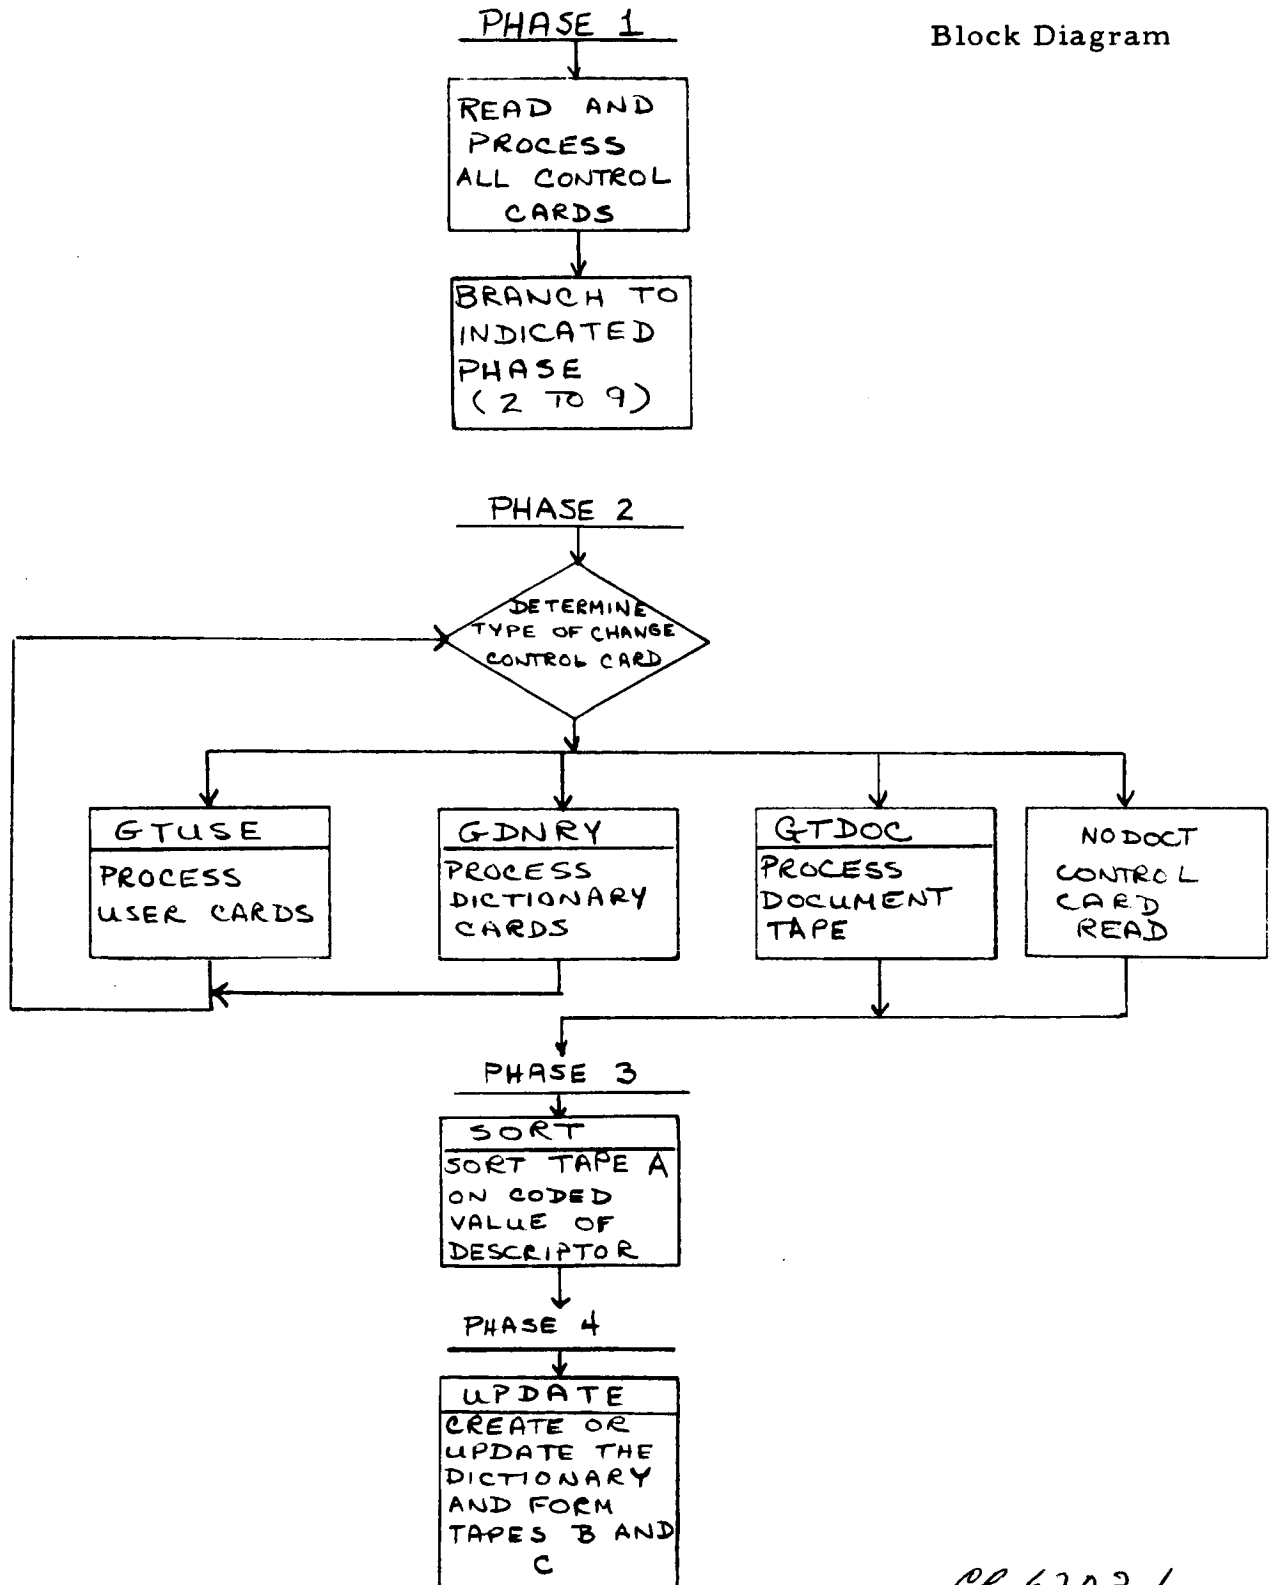 PHASE 1
Block Diagram
READ AND
PROCESS
ALL CONTROL
CARDS
BRANCH TO
INDICATED
PHASE
(2 TO 9)
PHASE 2
DETERMINE
TYPE OF CHANGE
CONTROL CARD
GTUSE
PROCESS
USER CARDS
GDNRY
PROCESS
DICTIONARY
CARDS
GTDOC
PROCESS
DOCUMENT
TAPE
NO DOCT
CONTROL
CARD
READ
PHASE 3
SORT
SORT TAPE A
ON CODED
VALUE OF
DESCRIPTOR
PHASE 4
UPDATE
CREATE OR
UPDATE THE
DICTIONARY
AND FORM
TAPES B AND
C